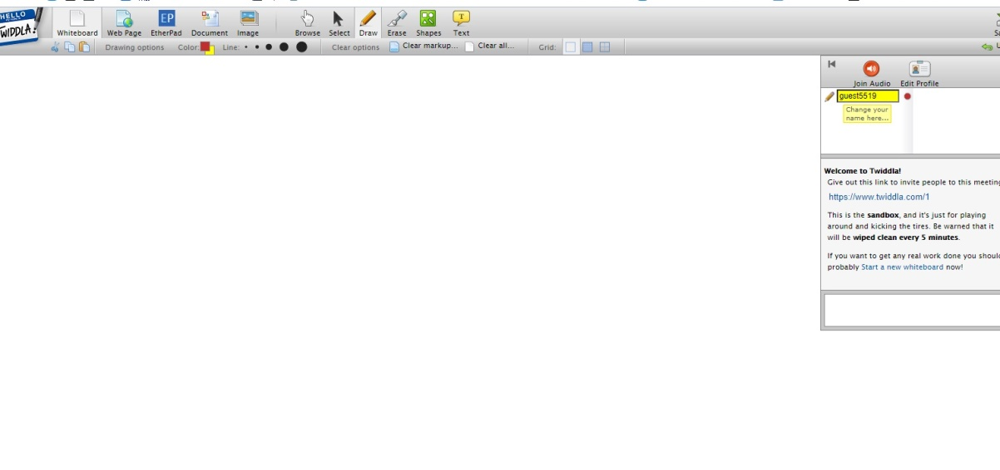 HELLO
TWIDDLA!
Whiteboard Web Page EtherPad Document Image Browse Select Draw Erase Shapes Text
EP
T
Drawing options Color: Line: Clear options Clear markup... Clear all... Grid:
Join Audio Edit Profile
guest5519
Change your
name here...
Welcome to Twiddla!
Give out this link to invite people to this meeting
https://www.twiddla.com/1
This is the sandbox, and it's just for playing
around and kicking the tires. Be warned that it
will be wiped clean every 5 minutes.
If you want to get any real work done you should
probably Start a new whiteboard now!